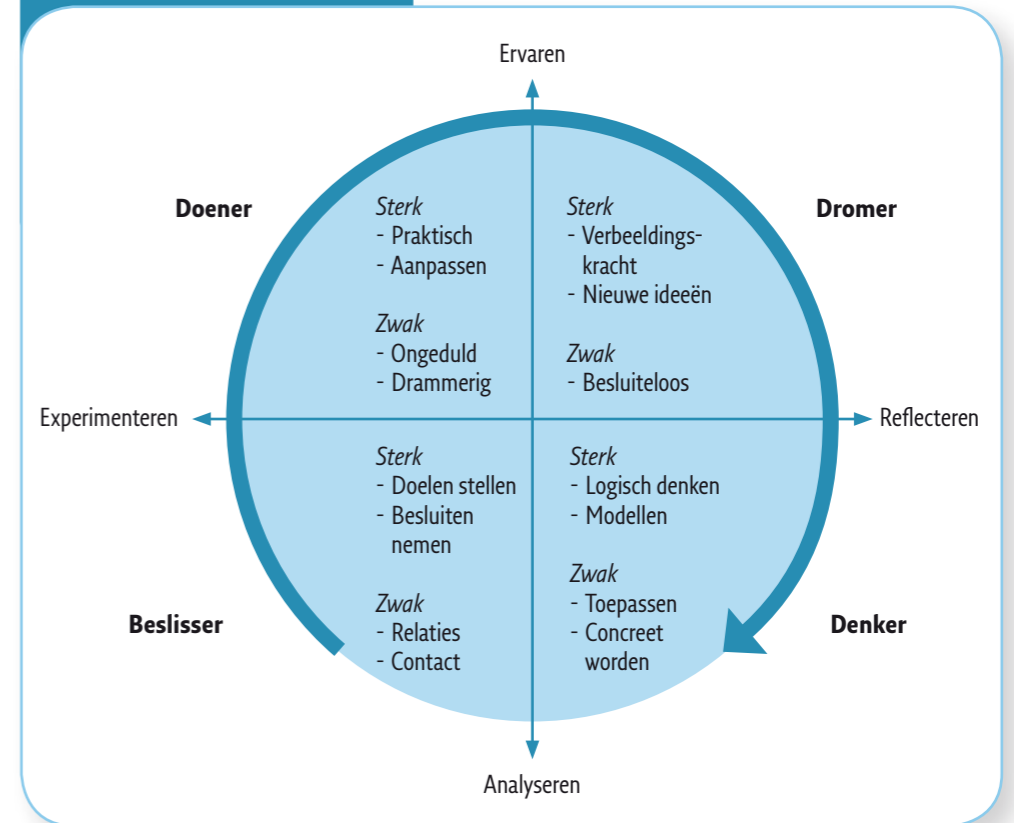 Ervaren
Doener
Sterk
- Praktisch
- Aanpassen
Zwak
- Ongeduld
- Drammerig
Sterk
- Verbeeldings-
kracht
- Nieuwe ideeën
Zwak
- Besluiteloos
Dromer
Experimenteren
Reflecteren
Beslisser
Sterk
- Doelen stellen
- Besluiten
nemen
Zwak
- Relaties
- Contact
Sterk
- Logisch denken
- Modellen
Zwak
- Toepassen
- Concreet
worden
Denker
Analyseren